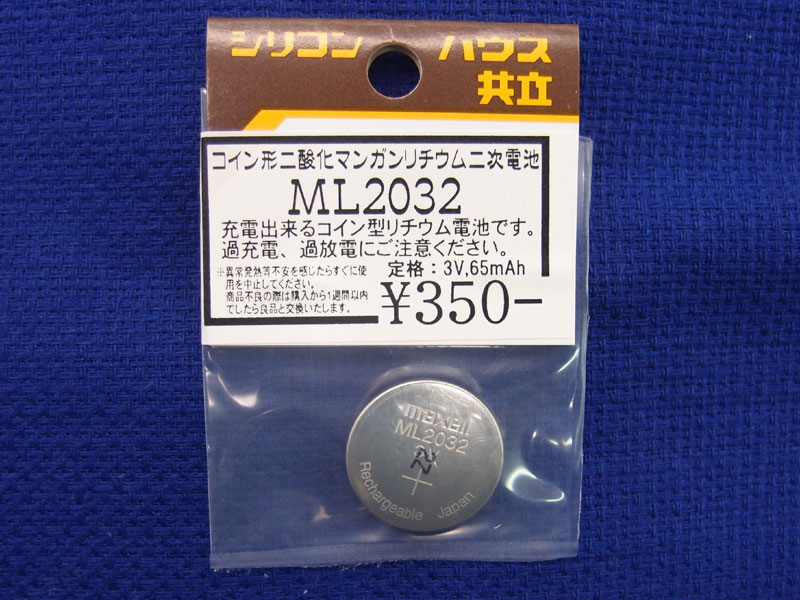 シリコン ハウス
共立
コイン形二酸化マンガンリチウム二次電池
ML2032
充電出来るコイン型リチウム電池です。
過充電、過放電にご注意ください。
※異常発熱等不安を感じたらすぐに使
用を中止してください。
商品不良の際は購入から1週間以内
でしたら良品と交換いたします。
定格：3V,65mAh
¥350-
maxell
ML2032
+
Rechargeable Japan